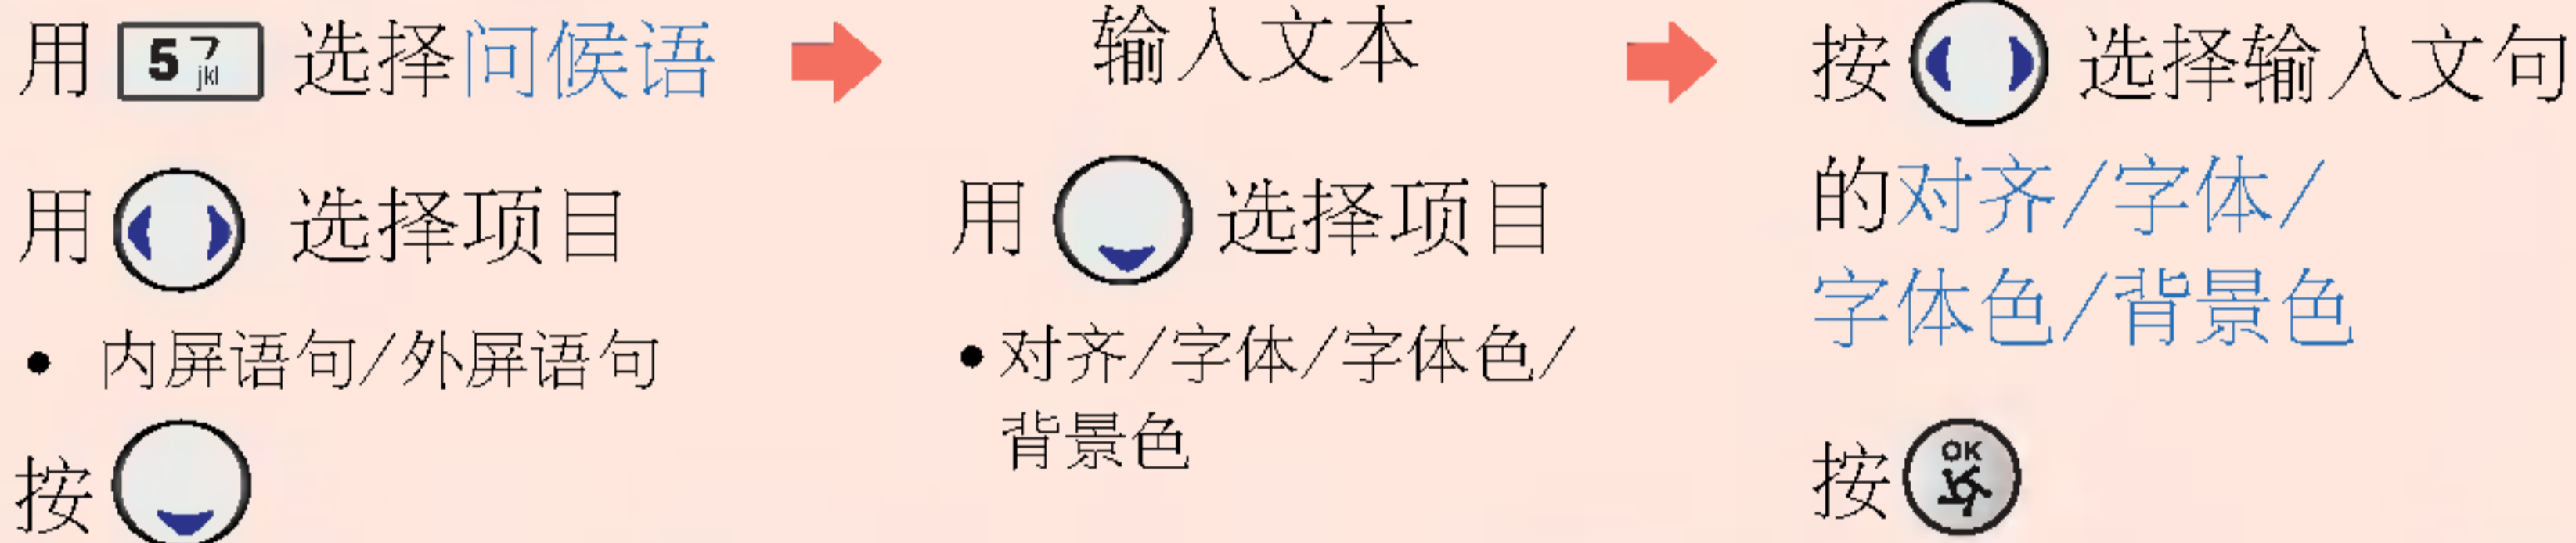 用 5 jkl 选择问候语
用 选择项目
• 内屏语句/外屏语句
按
输入文本
用 选择项目
• 对齐/字体/字体色/
背景色
按 选择输入文句
的对齐/字体/
字体色/背景色
按 OK